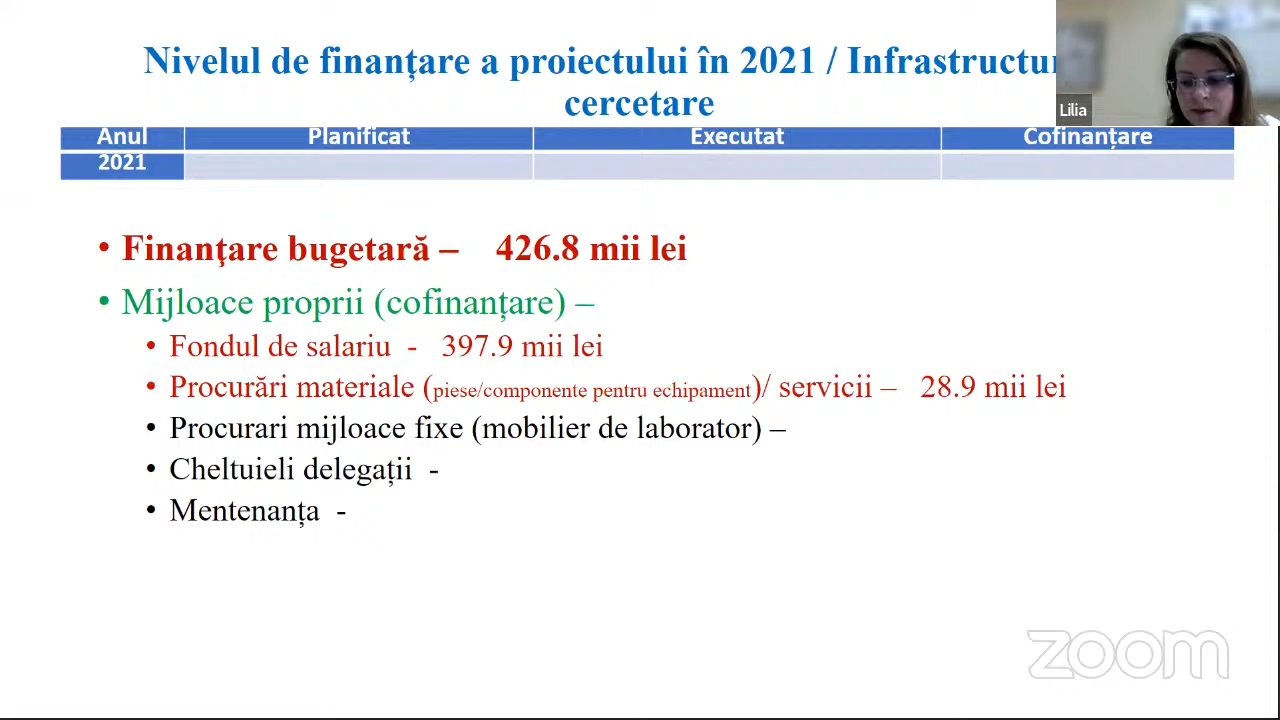 Nivelul de finanțare a proiectului în 2021 / Infrastructur
cercetare
Lilia
Anul Planificat Executat Cofinanțare
2021
• Finanţare bugetară – 426.8 mii lei
• Mijloace proprii (cofinanțare) –
• Fondul de salariu - 397.9 mii lei
• Procurări materiale (piese/componente pentru echipament)/ servicii – 28.9 mii lei
• Procurari mijloace fixe (mobilier de laborator) –
• Cheltuieli delegații -
• Mentenanța -
zoom